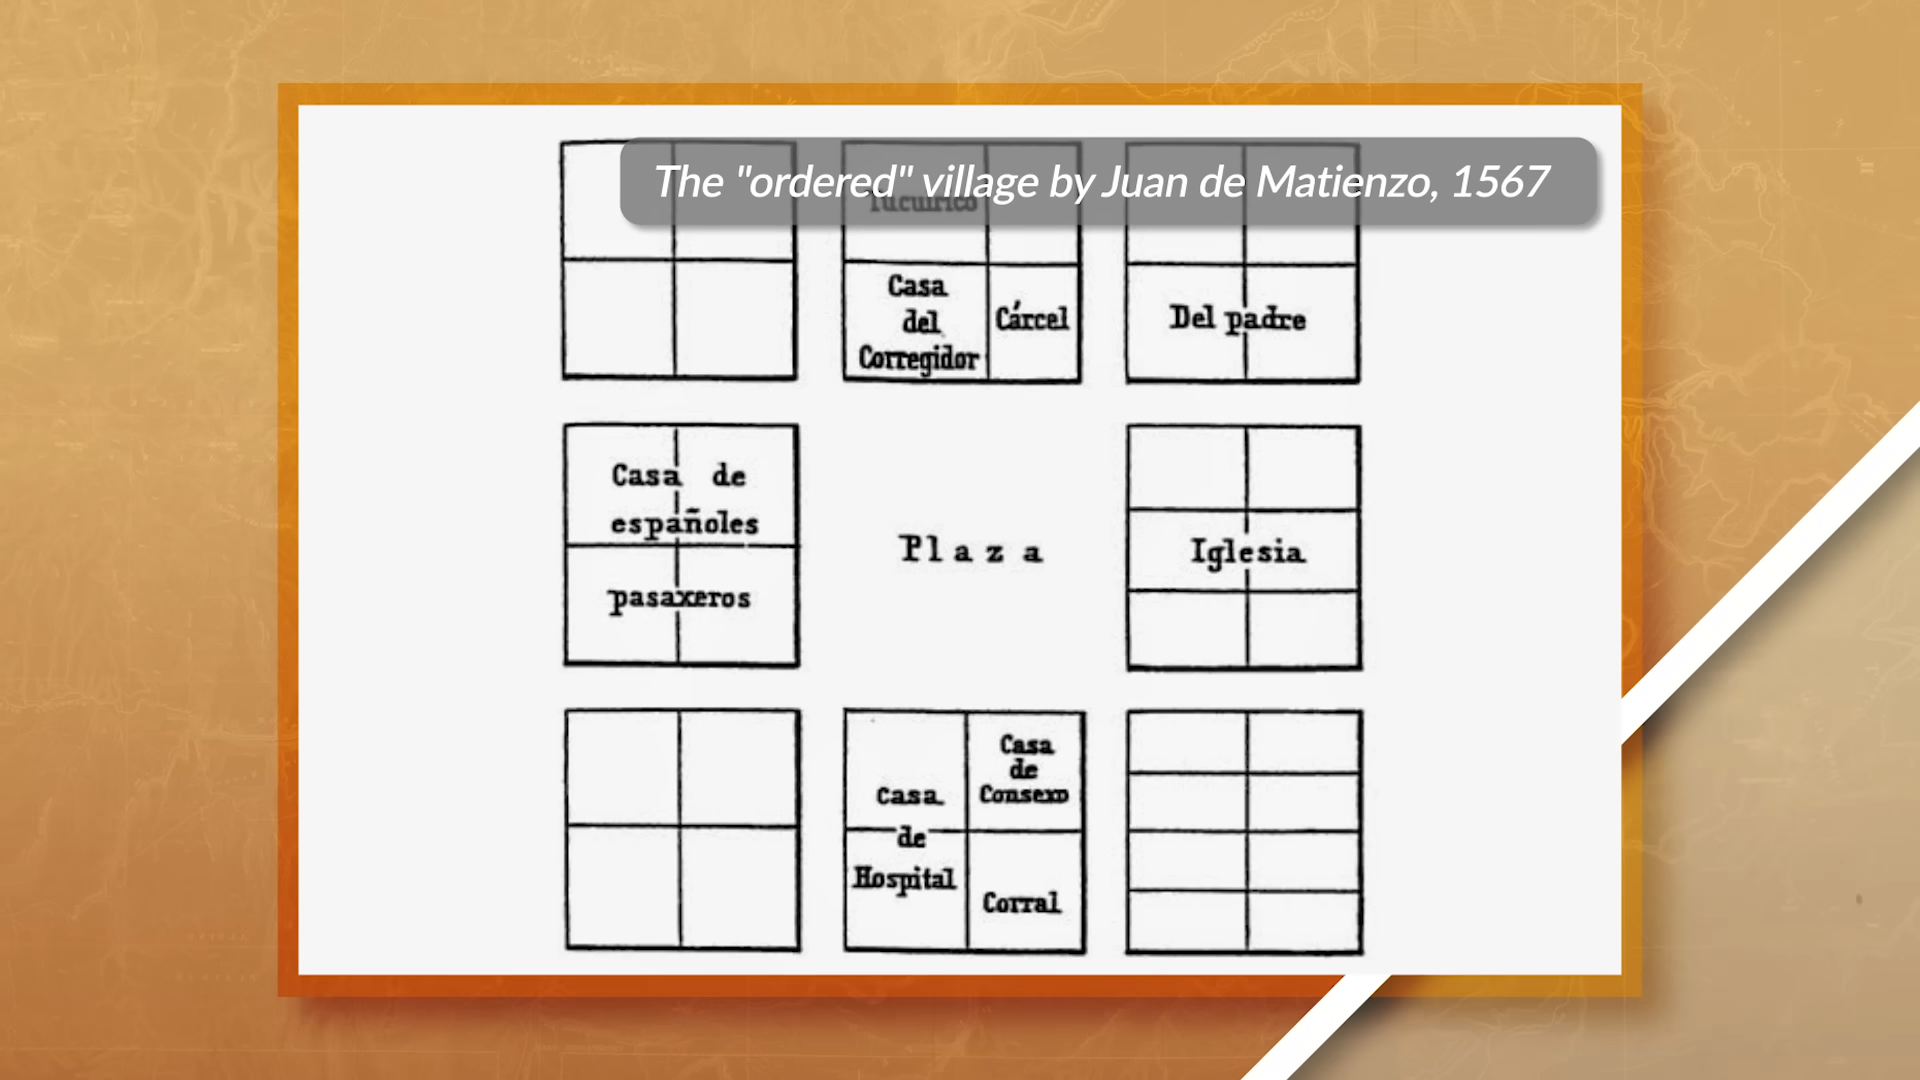 The "ordered" village by Juan de Matienzo, 1567
Casa
del
Corregidor
Cárcel
Del padre
Casa de
españoles
pasaxeros
Plaza
Iglesia
Casa
de
Hospital
Casa
de
Consexo
Corral